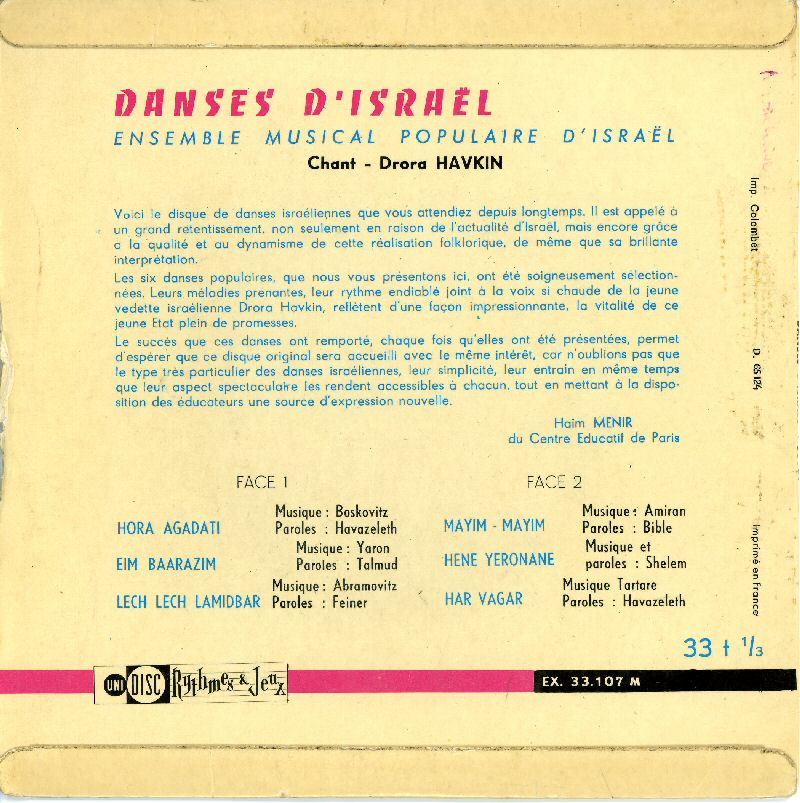 DANSES D'ISRAËL
ENSEMBLE MUSICAL POPULAIRE D'ISRAËL
Chant - Drora HAVKIN
Voici le disque de danses israéliennes que vous attendiez depuis longtemps. Il est appelé à
un grand retentissement, non seulement en raison de l'actualité d'Israël, mais encore grâce
a la qualité et au dynamisme de cette réalisation folklorique, de même que sa brillante
interprétation.
Les six danses populaires, que nous vous présentons ici, ont été soigneusement sélection-
nées. Leurs mélodies prenantes, leur rythme endiablé joint à la voix si chaude de la jeune
vedette israélienne Drora Havkin, reflètent d'une façon impressionnante, la vitalité de ce
jeune Etat plein de promesses.
Le succès que ces danses ont remporté, chaque fois qu'elles ont été présentées, permet
d'espérer que ce disque original sera accueilli avec le même intérêt, car n'oublions pas que
le type très particulier des danses israéliennes, leur simplicité, leur entrain en même temps
que leur aspect spectaculaire les rendent accessibles à chacun, tout en mettant à la dispo-
sition des éducateurs une source d'expression nouvelle.
Haim MENIR
du Centre Educatif de Paris
FACE 1
HORA AGADATI Musique : Boskovitz
Paroles : Havazeleth
EIM BAARAZIM Musique : Yaron
Paroles : Talmud
LECH LECH LAMIDBAR Musique : Abramovitz
Paroles : Feiner
FACE 2
MAYIM - MAYIM Musique : Amiran
Paroles : Bible
HENE YERONANE Musique et
paroles : Shelem
HAR VAGAR Musique Tartare
Paroles : Havazeleth
33 t 1/3
UNI DISC Rythmes & Jeux
EX. 33.107 M
Imp. Colombet
D. 65124
Imprimé en France